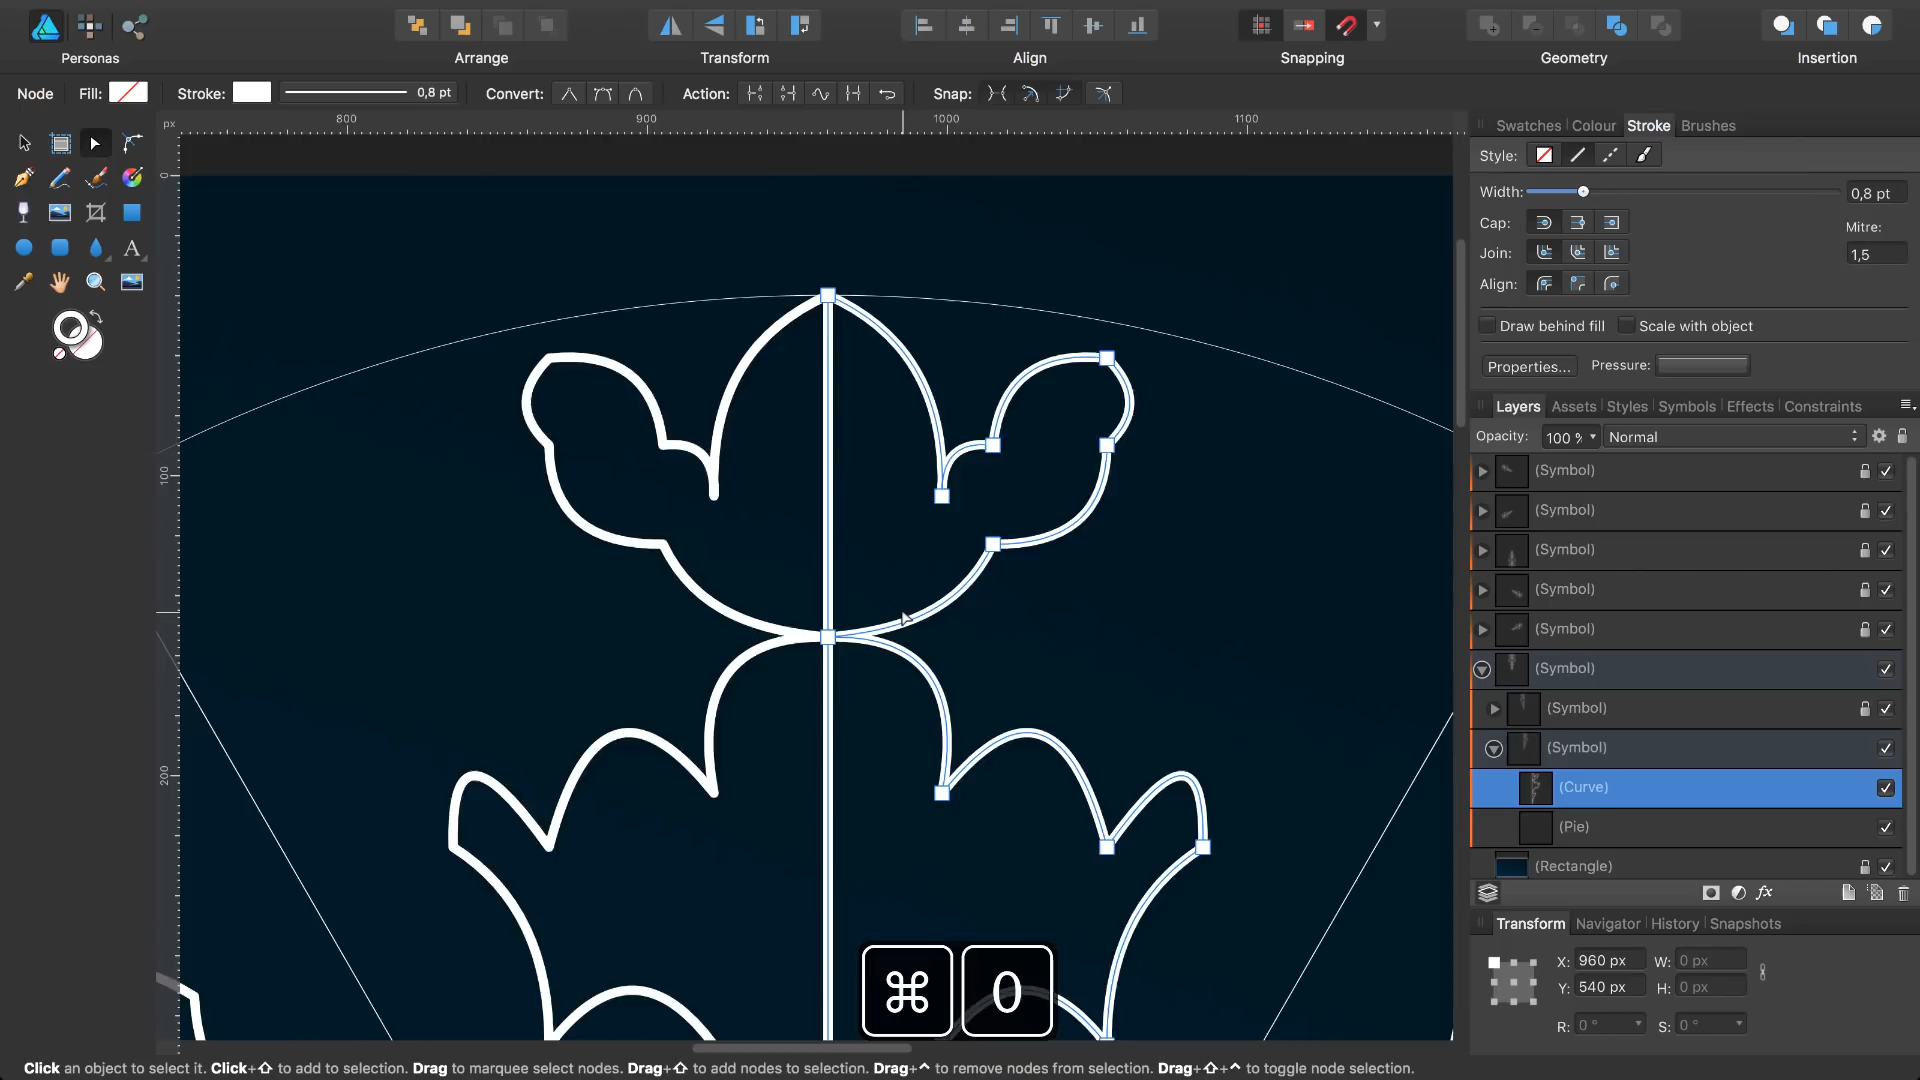 Personas
Arrange
Transform
Align
Snapping
Geometry
Insertion
Node
Fill:
Stroke:
0,8 pt
Convert:
Action:
Snap:
px
800
900
1000
1100
0
100
200
Swatches
Colour
Stroke
Brushes
Style:
Width:
0,8 pt
Cap:
Mitre:
Join:
1,5
Align:
Draw behind fill
Scale with object
Properties...
Pressure:
Layers
Assets
Styles
Symbols
Effects
Constraints
Opacity:
100 %
Normal
(Symbol)
(Symbol)
(Symbol)
(Symbol)
(Symbol)
(Symbol)
(Symbol)
(Symbol)
(Curve)
(Pie)
(Rectangle)
fx
Transform
Navigator
History
Snapshots
X: 960 px W: 0 px
Y: 540 px H: 0 px
R: 0 ° S: 0 °
⌘ 0
Click an object to select it. Click+⇧ to add to selection. Drag to marquee select nodes. Drag+⇧ to add nodes to selection. Drag+⌃ to remove nodes from selection. Drag+⇧+⌃ to toggle node selection.